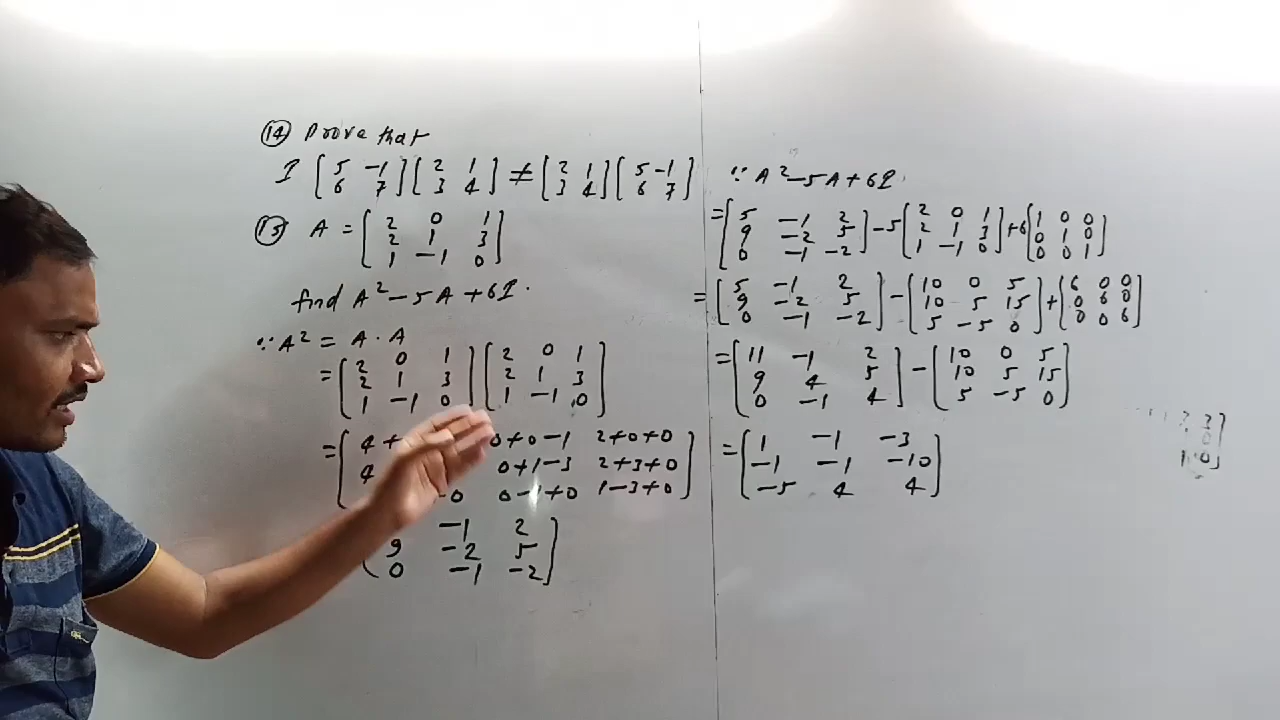 (14) Prove that
I [5 -1] [2 1] ≠ [2 1] [5 -1]
[6 7] [3 4] [3 4] [6 7]
(15) A = [2 0 1]
[2 1 3]
[1 -1 0]
find A² - 5A + 6I.
∵ A² = A . A
= [2 0 1] [2 0 1]
[2 1 3] [2 1 3]
[1 -1 0] [1 -1 0]
= [4 + 0+0-1 2+0+0]
[4 0+1-3 2+3+0]
[-0 0-1+0 1-3+0]
[-1 2]
[9 -2 5]
[0 -1 -2]
∵ A² - 5A + 6I.
= [5 -1 2] - 5 [2 0 1] + 6 [1 0 0]
[9 -2 5] [2 1 3] [0 1 0]
[0 -1 -2] [1 -1 0] [0 0 1]
= [5 -1 2] - [10 0 5] + [6 0 0]
[9 -2 5] [10 5 15] [0 6 0]
[0 -1 -2] [5 -5 0] [0 0 6]
= [11 -1 2] - [10 0 5]
[9 4 5] [10 5 15]
[0 -1 4] [5 -5 0]
= [1 -1 -3]
[-1 -1 -10]
[-5 4 4]